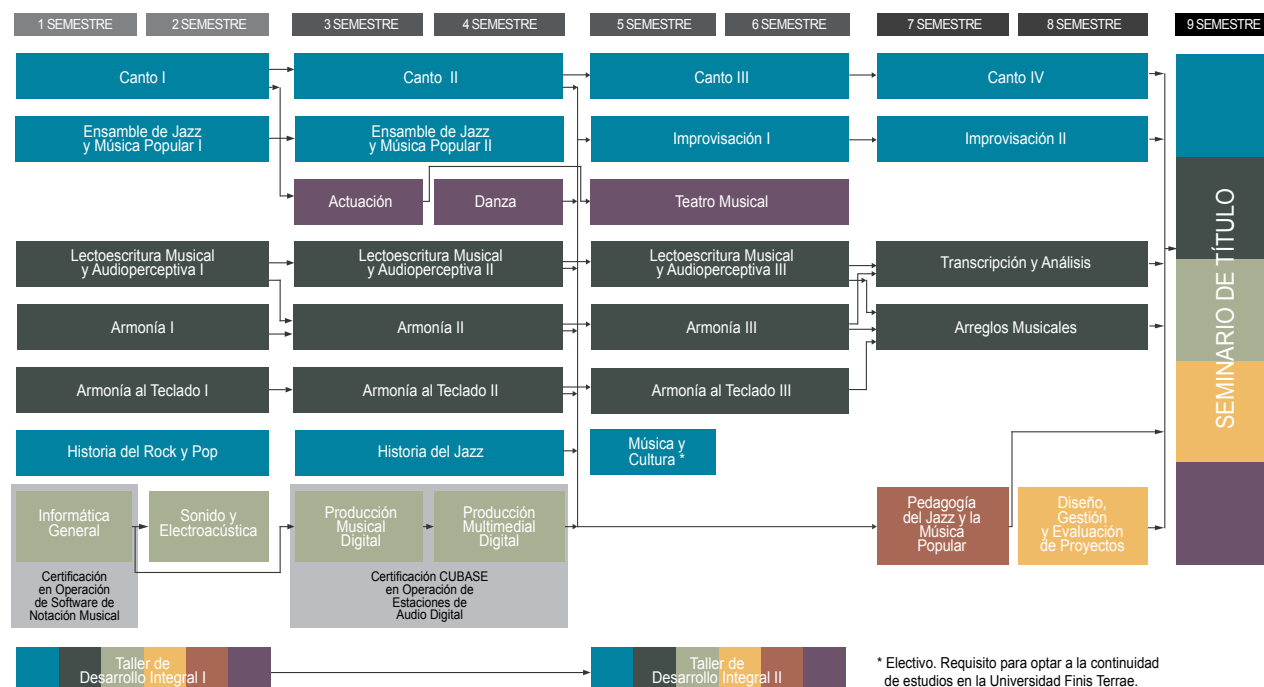 1 SEMESTRE
2 SEMESTRE
3 SEMESTRE
4 SEMESTRE
5 SEMESTRE
6 SEMESTRE
7 SEMESTRE
8 SEMESTRE
9 SEMESTRE
Canto I
Canto II
Canto III
Canto IV
Ensamble de Jazz
y Música Popular I
Ensamble de Jazz
y Música Popular II
Improvisación I
Improvisación II
Actuación
Danza
Teatro Musical
Lectoescritura Musical
y Audioperceptiva I
Lectoescritura Musical
y Audioperceptiva II
Lectoescritura Musical
y Audioperceptiva III
Transcripción y Análisis
Armonía I
Armonía II
Armonía III
Arreglos Musicales
Armonía al Teclado I
Armonía al Teclado II
Armonía al Teclado III
Historia del Rock y Pop
Historia del Jazz
Música y
Cultura *
Informática
General
Sonido y
Electroacústica
Producción
Musical
Digital
Producción
Multimedial
Digital
Pedagogía
del Jazz y la
Música
Popular
Diseño,
Gestión
y Evaluación
de Proyectos
SEMINARIO DE TÍTULO
Certificación
en Operación
de Software de
Notación Musical
Certificación CUBASE
en Operación de
Estaciones de
Audio Digital
Taller de
Desarrollo Integral I
Taller de
Desarrollo Integral II
* Electivo. Requisito para optar a la continuidad
de estudios en la Universidad Finis Terrae.